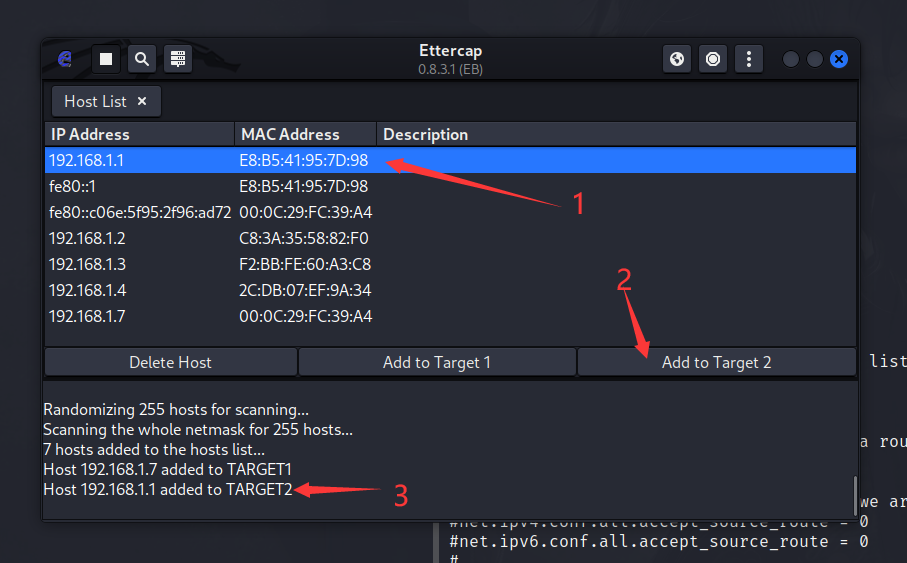 Ettercap
0.8.3.1 (EB)
Host List ×
IP Address MAC Address Description
192.168.1.1 E8:B5:41:95:7D:98
fe80::1 E8:B5:41:95:7D:98
1
fe80::c06e:5f95:2f96:ad72 00:0C:29:FC:39:A4
192.168.1.2 C8:3A:35:58:82:F0
192.168.1.3 F2:BB:FE:60:A3:C8
2
192.168.1.4 2C:DB:07:EF:9A:34
192.168.1.7 00:0C:29:FC:39:A4
Delete Host Add to Target 1 Add to Target 2
list
Randomizing 255 hosts for scanning...
Scanning the whole netmask for 255 hosts...
a rou
7 hosts added to the hosts list...
Host 192.168.1.7 added to TARGET1
Host 192.168.1.1 added to TARGET2
3
we ar
#net.ipv4.conf.all.accept_source_route = 0
#net.ipv6.conf.all.accept_source_route = 0
#